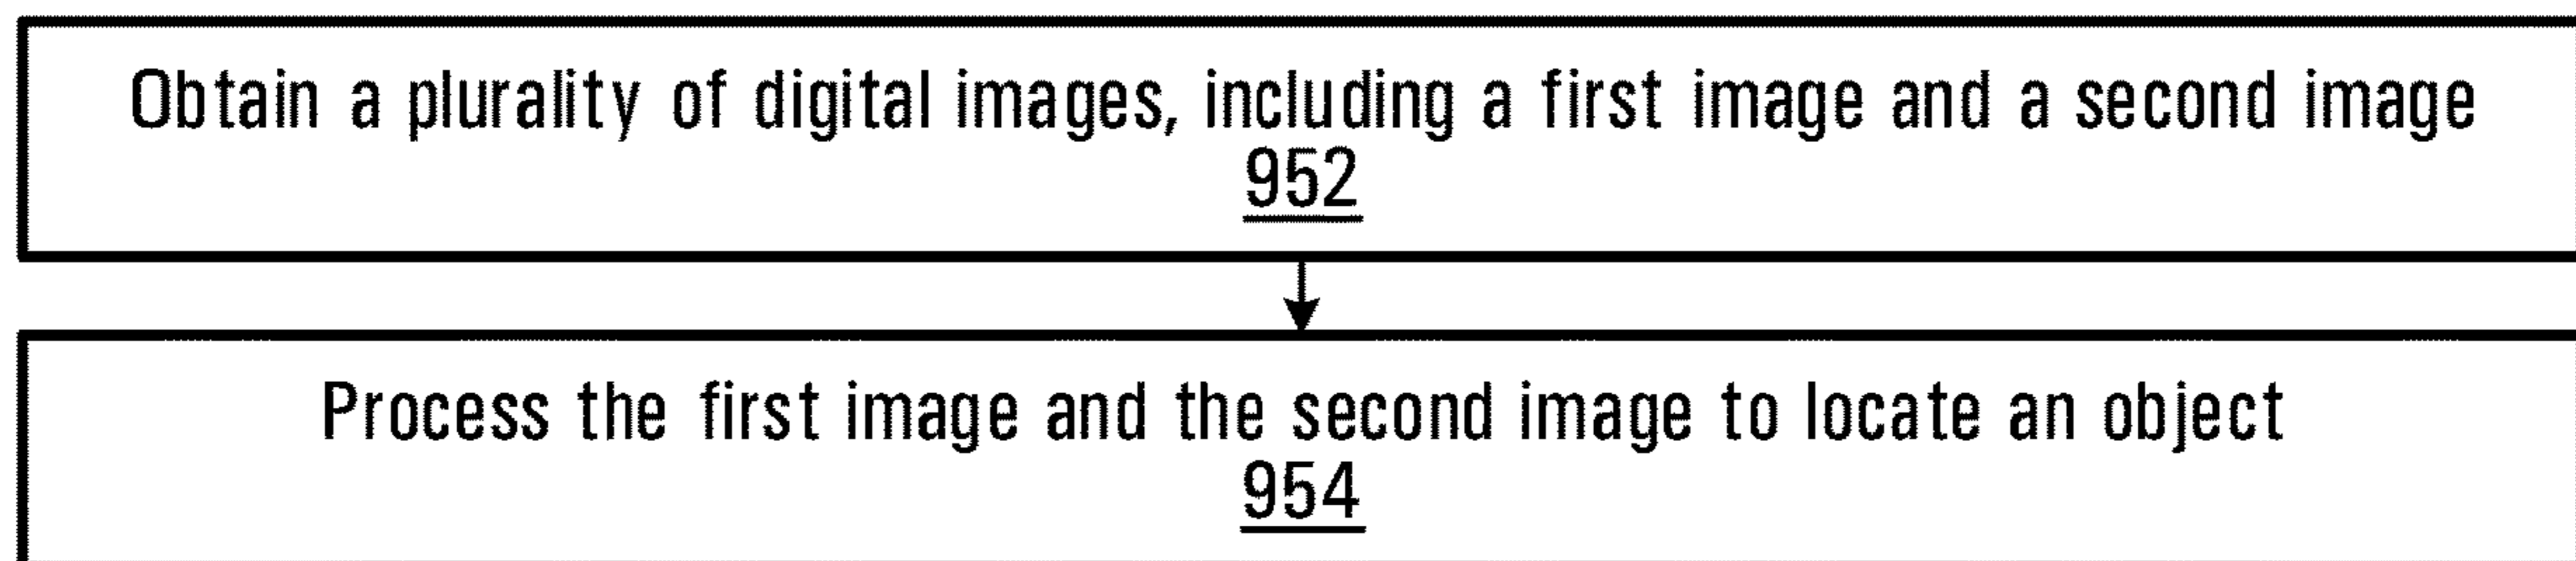 Obtain a plurality of digital images, including a first image and a second image
952
Process the first image and the second image to locate an object
954